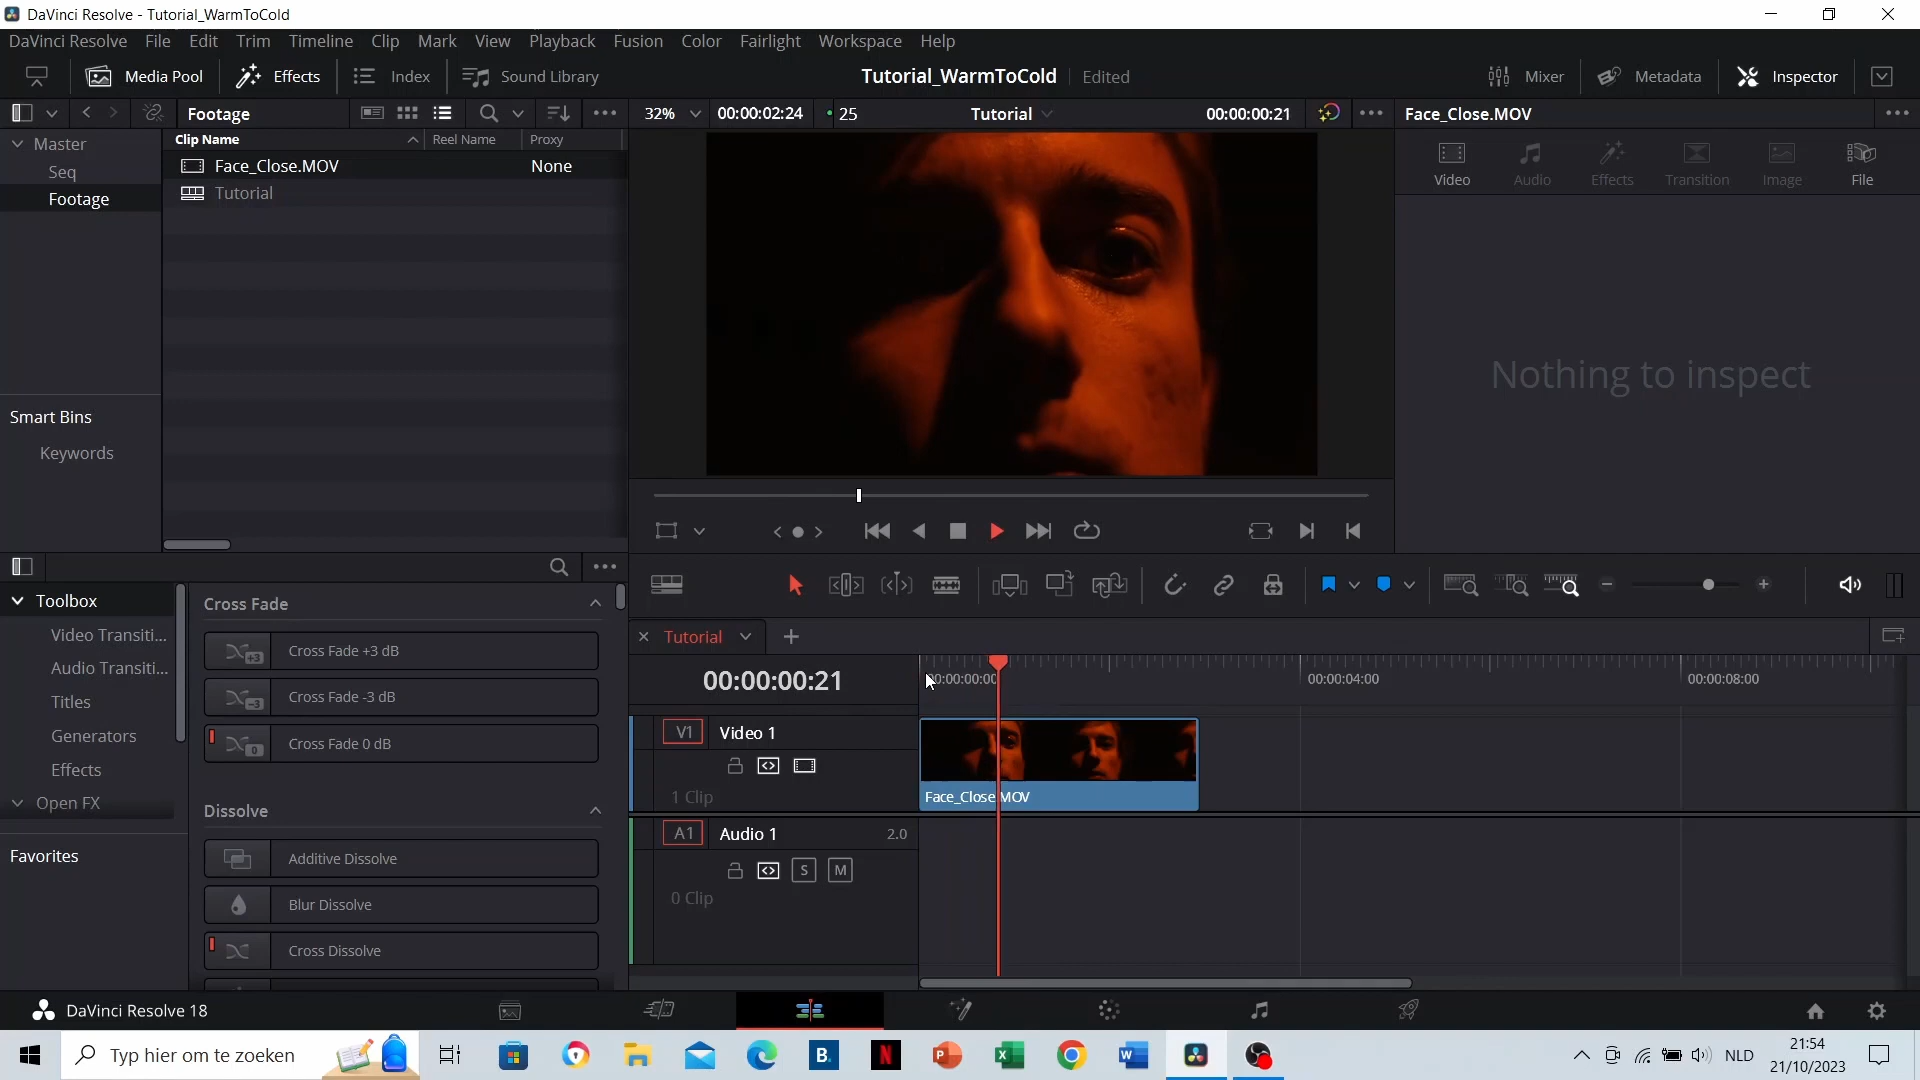 DaVinci Resolve - Tutorial_WarmToCold
DaVinci Resolve File Edit Trim Timeline Clip Mark View Playback Fusion Color Fairlight Workspace Help
Media Pool Effects Index Sound Library Tutorial_WarmToCold Edited Mixer Metadata Inspector
Footage 32% 00:00:02:24 25 Tutorial 00:00:00:21 Face_Close.MOV
Master
Seq
Footage
Clip Name Reel Name Proxy
Face_Close.MOV None
Tutorial
Video Audio Effects Transition Image File
Nothing to inspect
Smart Bins
Keywords
Toolbox
Video Transiti...
Audio Transiti...
Titles
Generators
Effects
Open FX
Favorites
Cross Fade
+3 Cross Fade +3 dB
-3 Cross Fade -3 dB
0 Cross Fade 0 dB
Dissolve
Additive Dissolve
Blur Dissolve
Cross Dissolve
Tutorial
00:00:00:21 00:00:00:00 00:00:04:00 00:00:08:00
V1 Video 1
1 Clip
Face_Close.MOV
A1 Audio 1 2.0
S M
0 Clip
DaVinci Resolve 18
Typ hier om te zoeken
B.
N
NLD
21:54
21/10/2023